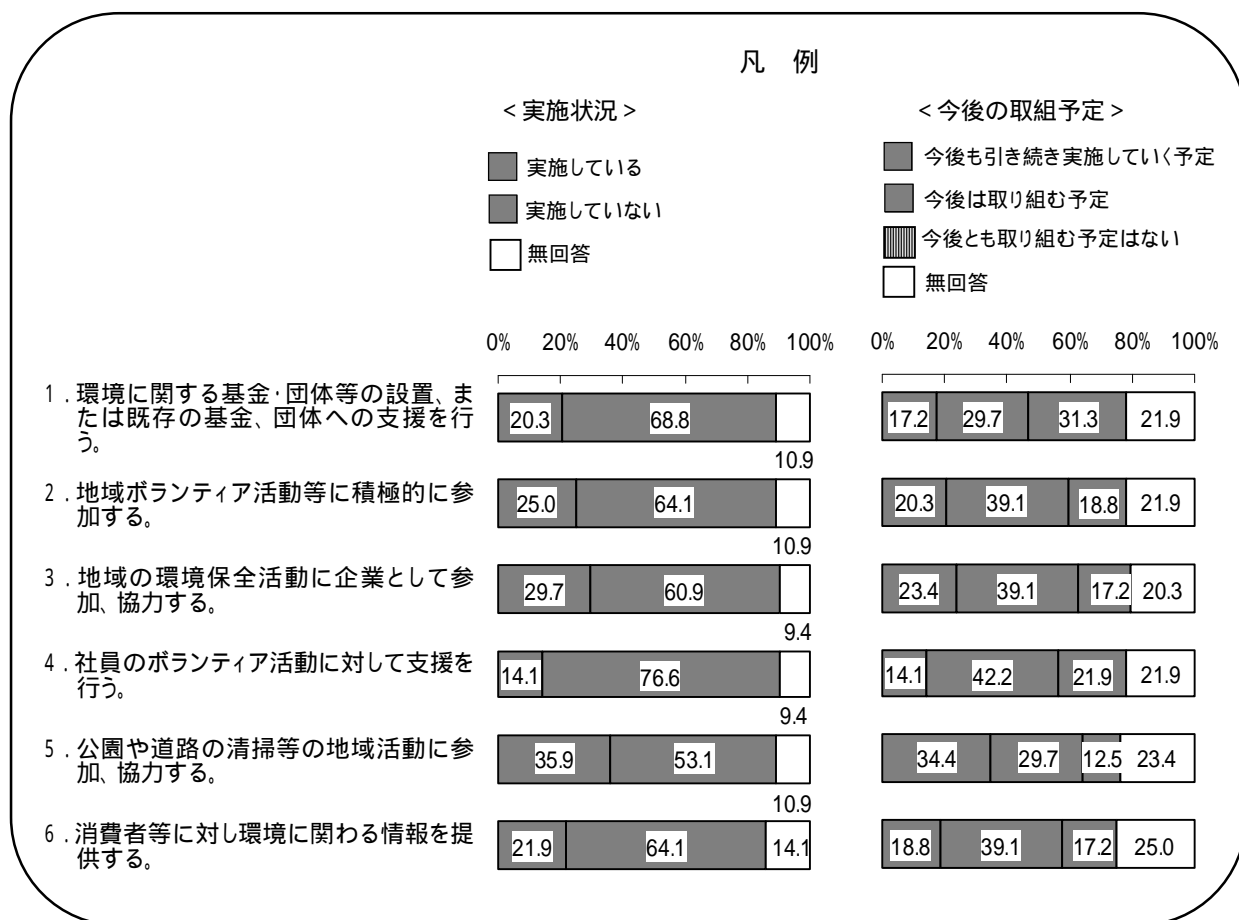 凡 例
＜実施状況＞
実施している
実施していない
無回答
＜今後の取組予定＞
今後も引き続き実施していく予定
今後は取り組む予定
今後とも取り組む予定はない
無回答
0% 20% 40% 60% 80% 100%
0% 20% 40% 60% 80% 100%
1．環境に関する基金・団体等の設置、ま
たは既存の基金、団体への支援を行
う。
20.3 68.8 10.9
17.2 29.7 31.3 21.9
2．地域ボランティア活動等に積極的に参
加する。
25.0 64.1 10.9
20.3 39.1 18.8 21.9
3．地域の環境保全活動に企業として参
加、協力する。
29.7 60.9 9.4
23.4 39.1 17.2 20.3
4．社員のボランティア活動に対して支援を
行う。
14.1 76.6 9.4
14.1 42.2 21.9 21.9
5．公園や道路の清掃等の地域活動に参
加、協力する。
35.9 53.1 10.9
34.4 29.7 12.5 23.4
6．消費者等に対し環境に関わる情報を提
供する。
21.9 64.1 14.1
18.8 39.1 17.2 25.0